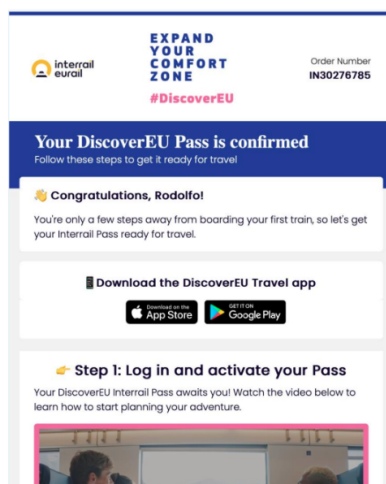 interrail
eurail
EXPAND
YOUR
COMFORT
ZONE
#DiscoverEU
Order Number
IN30276785
Your DiscoverEU Pass is confirmed
Follow these steps to get it ready for travel
👏 Congratulations, Rodolfo!
You're only a few steps away from boarding your first train, so let's get
your Interrail Pass ready for travel.
📱Download the DiscoverEU Travel app
Download on the
App Store
GET IT ON
Google Play
👉 Step 1: Log in and activate your Pass
Your DiscoverEU Interrail Pass awaits you! Watch the video below to
learn how to start planning your adventure.